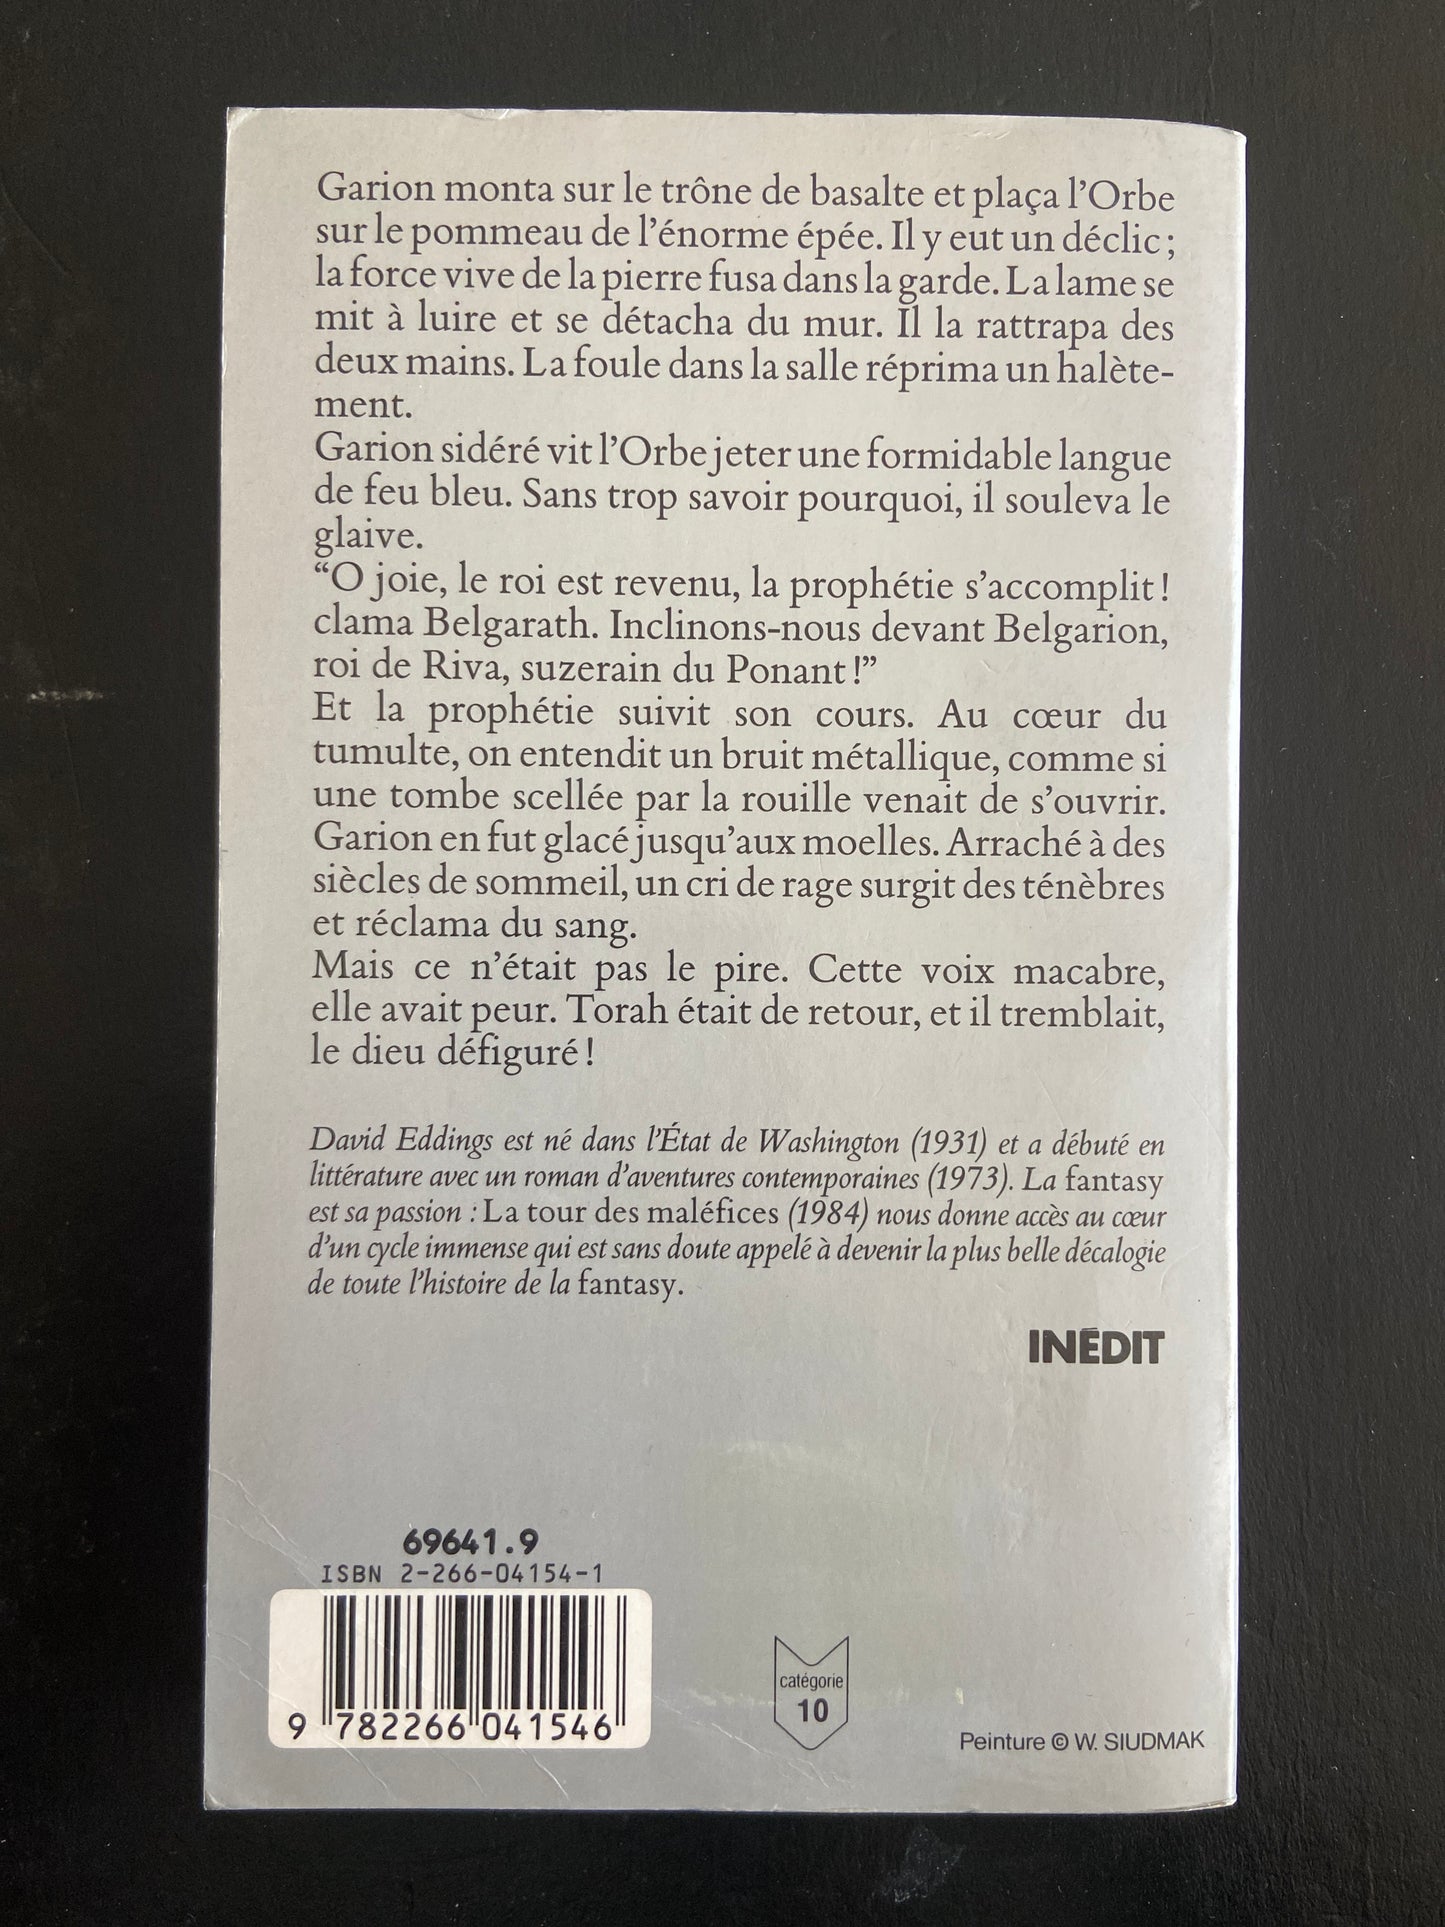 Garion monta sur le trône de basalte et plaça l’Orbe
sur le pommeau de l’énorme épée. Il y eut un déclic ;
la force vive de la pierre fusa dans la garde. La lame se
mit à luire et se détacha du mur. Il la rattrapa des
deux mains. La foule dans la salle réprima un halète-
ment.
Garion sidéré vit l’Orbe jeter une formidable langue
de feu bleu. Sans trop savoir pourquoi, il souleva le
glaive.
“O joie, le roi est revenu, la prophétie s’accomplit !
clama Belgarath. Inclinons-nous devant Belgarion,
roi de Riva, suzerain du Ponant !”
Et la prophétie suivit son cours. Au cœur du
tumulte, on entendit un bruit métallique, comme si
une tombe scellée par la rouille venait de s’ouvrir.
Garion en fut glacé jusqu’aux moelles. Arraché à des
siècles de sommeil, un cri de rage surgit des ténèbres
et réclama du sang.
Mais ce n’était pas le pire. Cette voix macabre,
elle avait peur. Torah était de retour, et il tremblait,
le dieu défiguré !
David Eddings est né dans l’État de Washington (1931) et a débuté en
littérature avec un roman d’aventures contemporaines (1973). La fantasy
est sa passion : La tour des maléfices (1984) nous donne accès au cœur
d’un cycle immense qui est sans doute appelé à devenir la plus belle décalogie
de toute l’histoire de la fantasy.
INÉDIT
69641.9
ISBN 2-266-04154-1
9 782266 041546
catégorie
10
Peinture © W. SIUDMAK